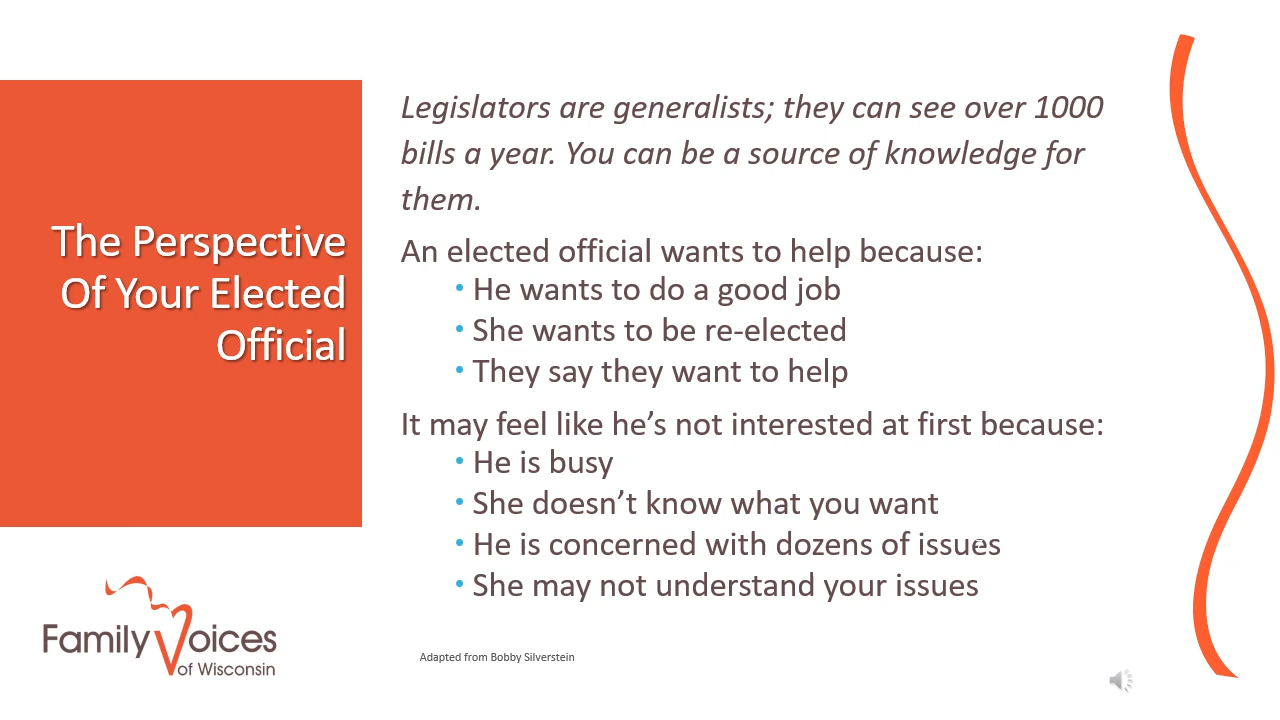 The Perspective
Of Your Elected
Official
Legislators are generalists; they can see over 1000
bills a year. You can be a source of knowledge for
them.
An elected official wants to help because:
• He wants to do a good job
• She wants to be re-elected
• They say they want to help
It may feel like he’s not interested at first because:
• He is busy
• She doesn’t know what you want
• He is concerned with dozens of issues
• She may not understand your issues
Family Voices
of Wisconsin
Adapted from Bobby Silverstein